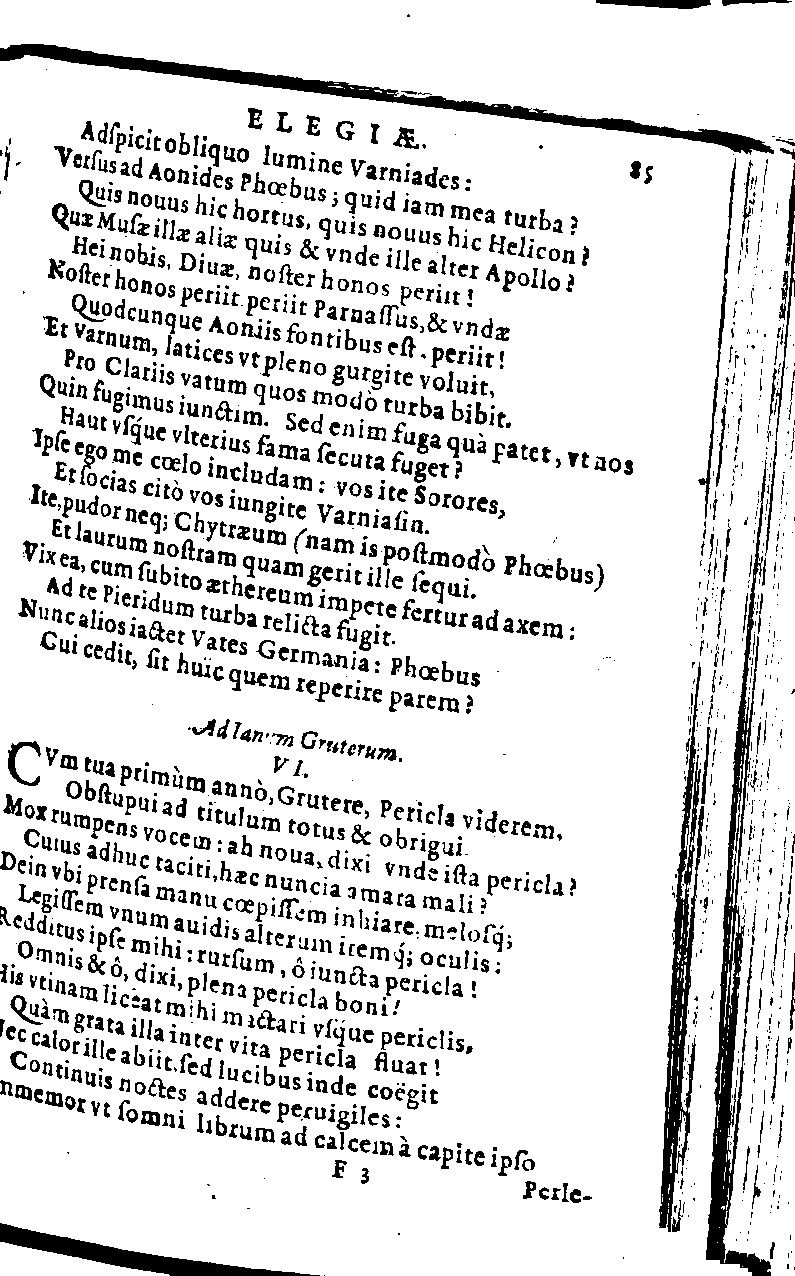 ELEGIÆ. 85
Adſpicit obliquo lumine Varniades:
Verſus ad Aonides Phœbus; quid iam mea turba?
Quis nouus hic hortus, quis nouus hic Helicon?
Quæ Muſæ illæ aliæ quis & vnde ille alter Apollo?
Hei nobis, Diuæ, noſter honos periit!
Noſter honos periit periit Parnaſſus, & vndæ
Quodcunque Aoniis fontibus eſt, periit!
Et Varnum, latices vt pleno gurgite voluit,
Pro Clariis vatum quos modò turba bibit.
Quin fugimus iunctim. Sed enim fuga quà patet, vt nos
Haut vſque vlterius fama ſecuta fuget?
Ipſe ego me cœlo includam: vos ite Sorores,
Et ſocias citò vos iungite Varniaſin.
Ite, pudor neq; Chytræum (nam is poſtmodò Phœbus)
Et laurum noſtram quam gerit ille ſequi.
Vix ea, cum ſubito æthereum impete fertur ad axem:
Ad te Pieridum turba relicta fugit.
Nunc alios iactet Vates Germania: Phœbus
Cui cedit, ſit huic quem reperire parem?
Ad Ianum Gruterum.
VI.
CVm tua primùm annò, Grutere, Pericla viderem,
Obſtupui ad titulum totus & obrigui.
Mox rumpens vocem: ah noua, dixi vnde iſta pericla?
Cuius adhuc taciti, hæc nuncia amara mali?
Dein vbi prenſa manu cœpiſſem inhiare, meloſq́;
Legiſſem vnum auidis alterum itemq́; oculis:
Redditus ipſe mihi: rurſum, ô iuncta pericla!
Omnis & ô, dixi, plena pericla boni!
His vtinam liceat mihi mactari vſque periclis,
Quàm grata illa inter vita pericla fluat!
Nec calor ille abiit, ſed lucibus inde coëgit
Continuis noctes addere peruigiles:
Inmemor vt ſomni librum ad calcem à capite ipſo
F 3
Perle-